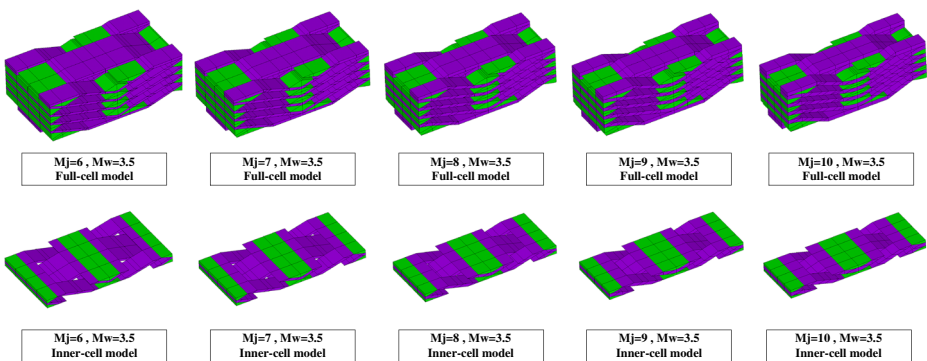 Mj=6 , Mw=3.5
Full-cell model
Mj=7 , Mw=3.5
Full-cell model
Mj=8 , Mw=3.5
Full-cell model
Mj=9 , Mw=3.5
Full-cell model
Mj=10 , Mw=3.5
Full-cell model
Mj=6 , Mw=3.5
Inner-cell model
Mj=7 , Mw=3.5
Inner-cell model
Mj=8 , Mw=3.5
Inner-cell model
Mj=9 , Mw=3.5
Inner-cell model
Mj=10 , Mw=3.5
Inner-cell model